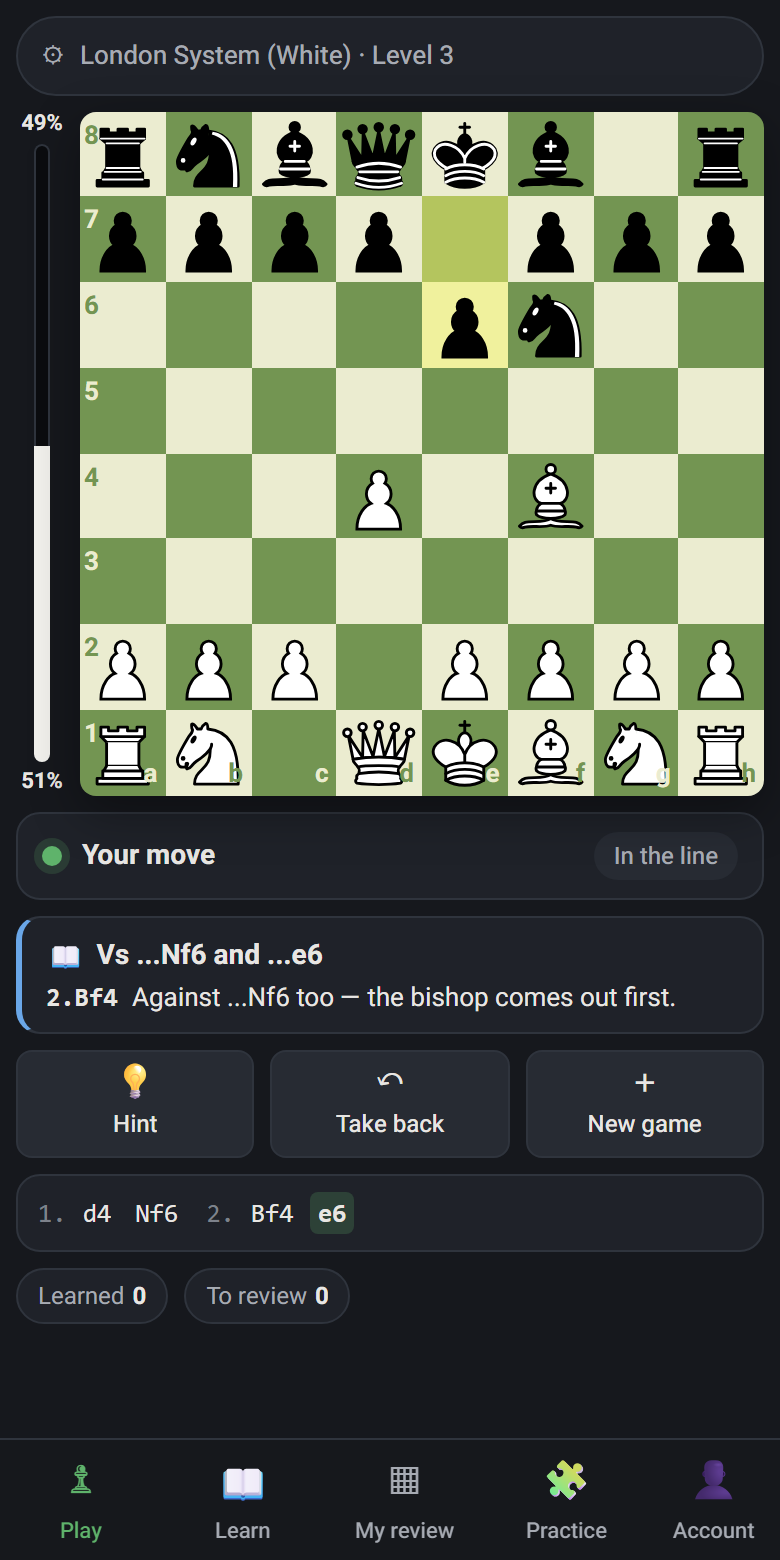 London System (White) · Level 3
49%
8
7
6
5
4
3
2
1
a b c d e f g h
51%
Your move
In the line
Vs ...Nf6 and ...e6
2.Bf4 Against ...Nf6 too — the bishop comes out first.
Hint
Take back
New game
1. d4 Nf6 2. Bf4 e6
Learned 0
To review 0
Play
Learn
My review
Practice
Account